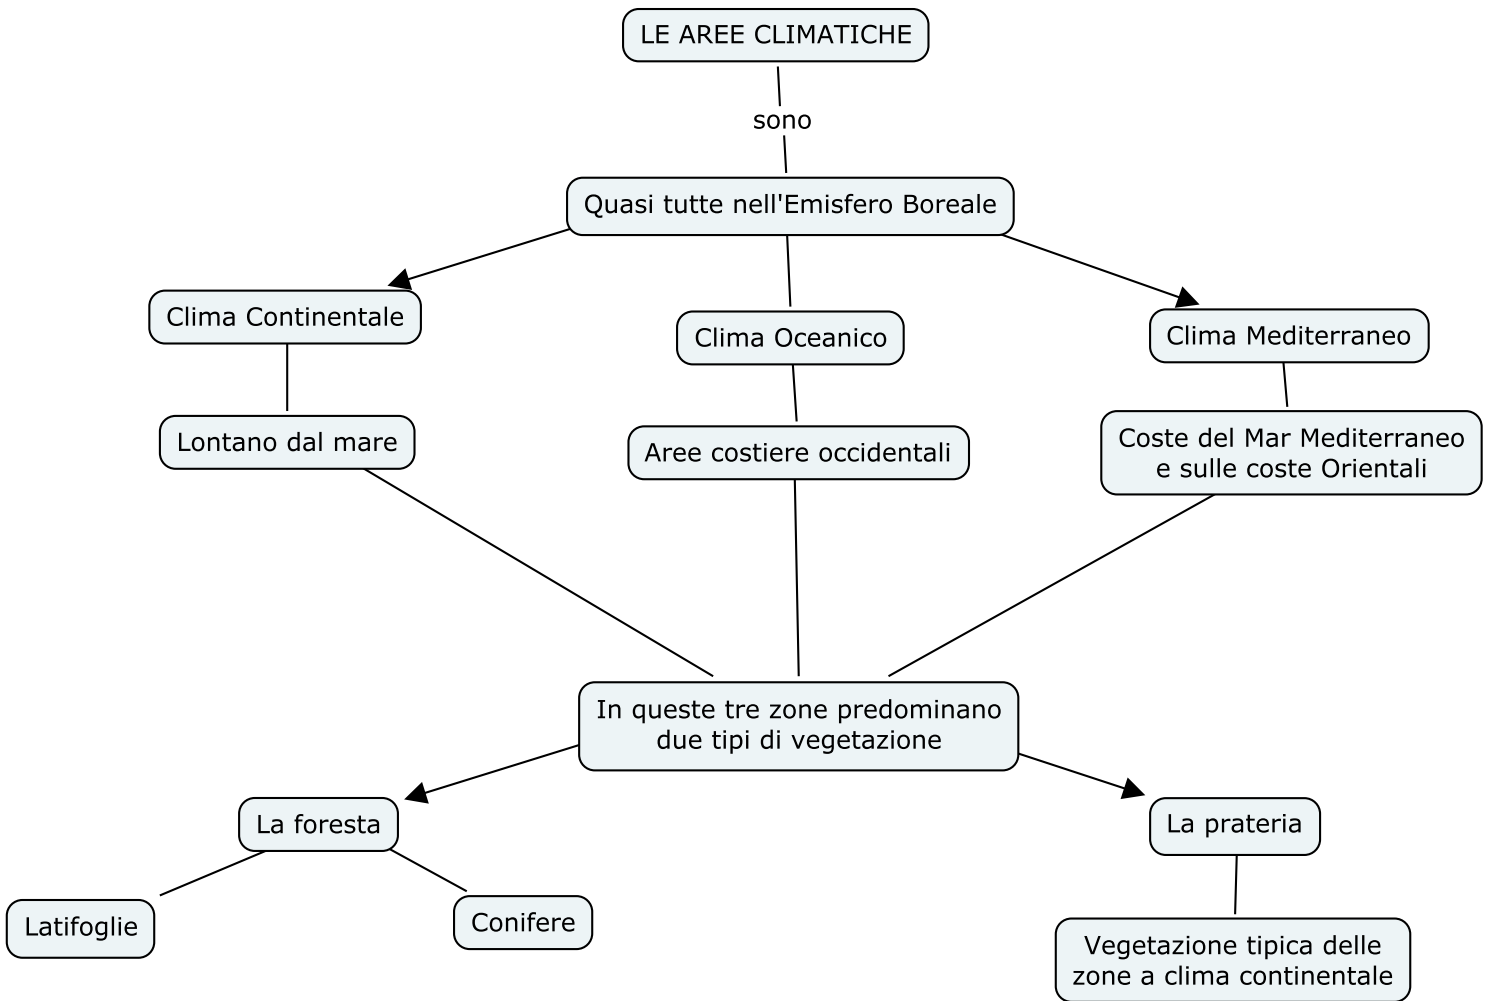 LE AREE CLIMATICHE
sono
Quasi tutte nell'Emisfero Boreale
Clima Continentale
Clima Oceanico
Clima Mediterraneo
Lontano dal mare
Aree costiere occidentali
Coste del Mar Mediterraneo
e sulle coste Orientali
In queste tre zone predominano
due tipi di vegetazione
La foresta
La prateria
Latifoglie
Conifere
Vegetazione tipica delle
zone a clima continentale